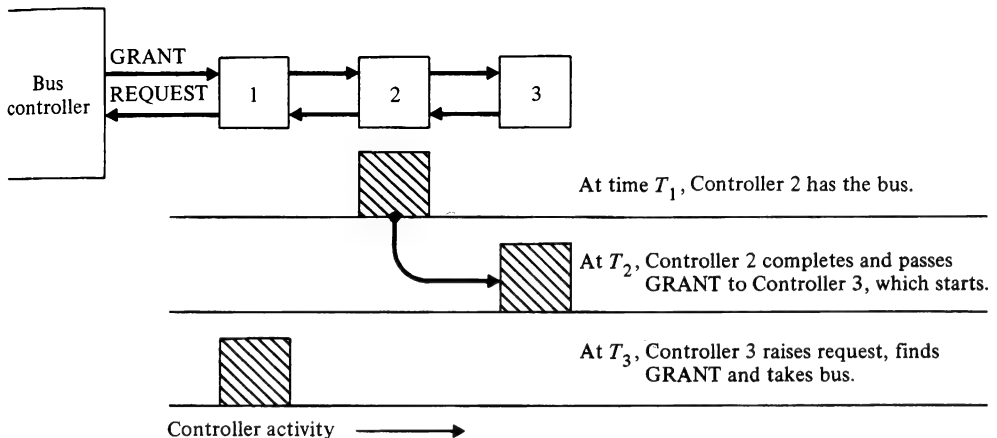 GRANT
Bus
controller
REQUEST
1
2
3
At time T1, Controller 2 has the bus.
At T2, Controller 2 completes and passes
GRANT to Controller 3, which starts.
At T3, Controller 3 raises request, finds
GRANT and takes bus.
Controller activity